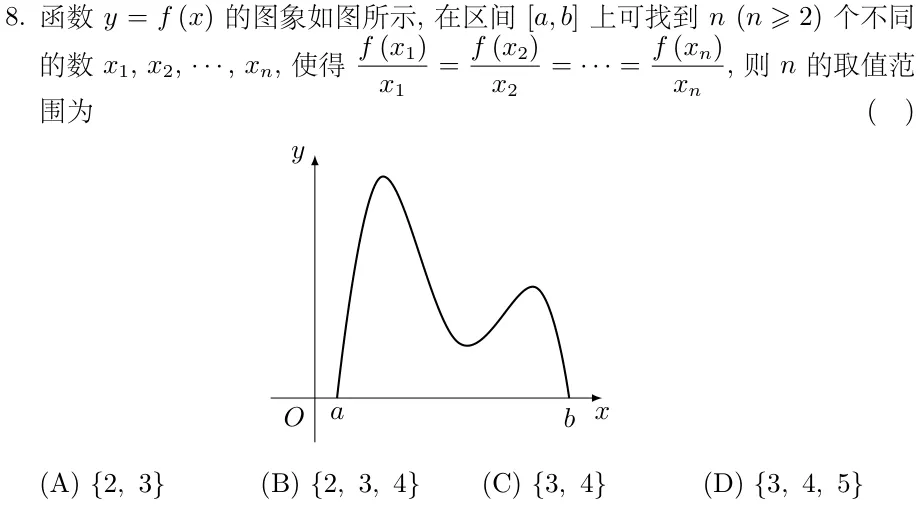 8. 函数 y = f (x) 的图象如图所示, 在区间 [a, b] 上可找到 n (n ⩾ 2) 个不同
的数 x₁, x₂, ⋯, xₙ, 使得 f (x₁)/x₁ = f (x₂)/x₂ = ⋯ = f (xₙ)/xₙ, 则 n 的取值范
围为 ( )
y
O a b x
(A) {2, 3} (B) {2, 3, 4} (C) {3, 4} (D) {3, 4, 5}